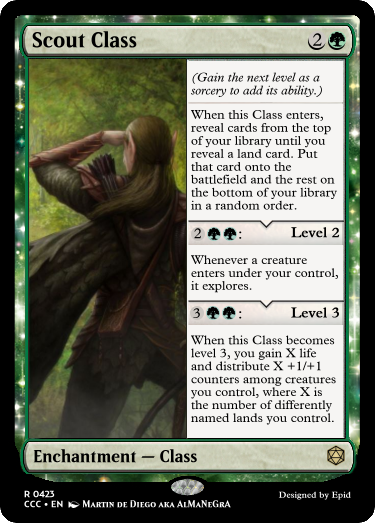 Scout Class 2
(Gain the next level as a
sorcery to add its ability.)
When this Class enters,
reveal cards from the top
of your library until you
reveal a land card. Put
that card onto the
battlefield and the rest on
the bottom of your library
in a random order.
2 : Level 2
Whenever a creature
enters under your control,
it explores.
3 : Level 3
When this Class becomes
level 3, you gain X life
and distribute X +1/+1
counters among creatures
you control, where X is
the number of differently
named lands you control.
Enchantment — Class
R 0423
CCC • EN Martin de Diego aka AlMaNeGrA
Designed by Epid